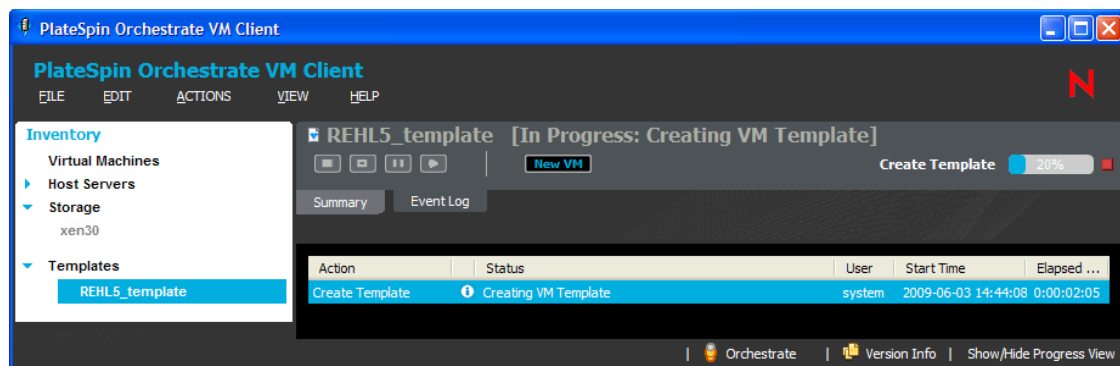 PlateSpin Orchestrate VM Client
PlateSpin Orchestrate VM Client
N
FILE EDIT ACTIONS VIEW HELP
Inventory
Virtual Machines
Host Servers
Storage
xen30
Templates
REHL5_template
REHL5_template [In Progress: Creating VM Template]
New VM
Create Template 20%
Summary Event Log
Action Status User Start Time Elapsed ...
Create Template Creating VM Template system 2009-06-03 14:44:08 0:00:02:05
| Orchestrate | Version Info | Show/Hide Progress View